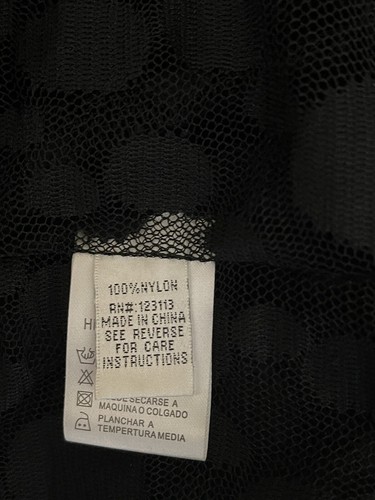 100%NYLON
RN#:123113
MADE IN CHINA
SEE REVERSE
FOR CARE
INSTRUCTIONS
SECARSE A
MAQUINA O COLGADO
PLANCHAR A
TEMPERTURA MEDIA